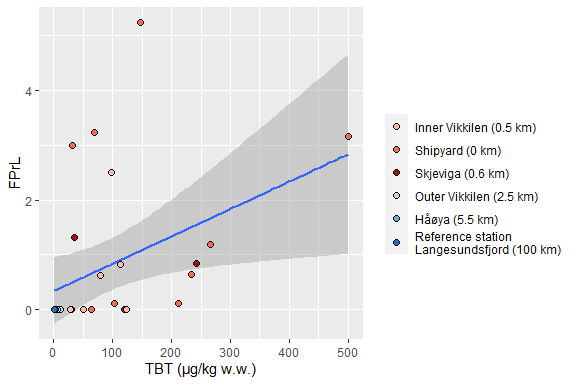 FPrL
4
2
0
0
100
200
300
400
500
TBT (µg/kg w.w.)
Inner Vikkilen (0.5 km)
Shipyard (0 km)
Skjeviga (0.6 km)
Outer Vikkilen (2.5 km)
Håøya (5.5 km)
Reference station
Langesundsfjord (100 km)